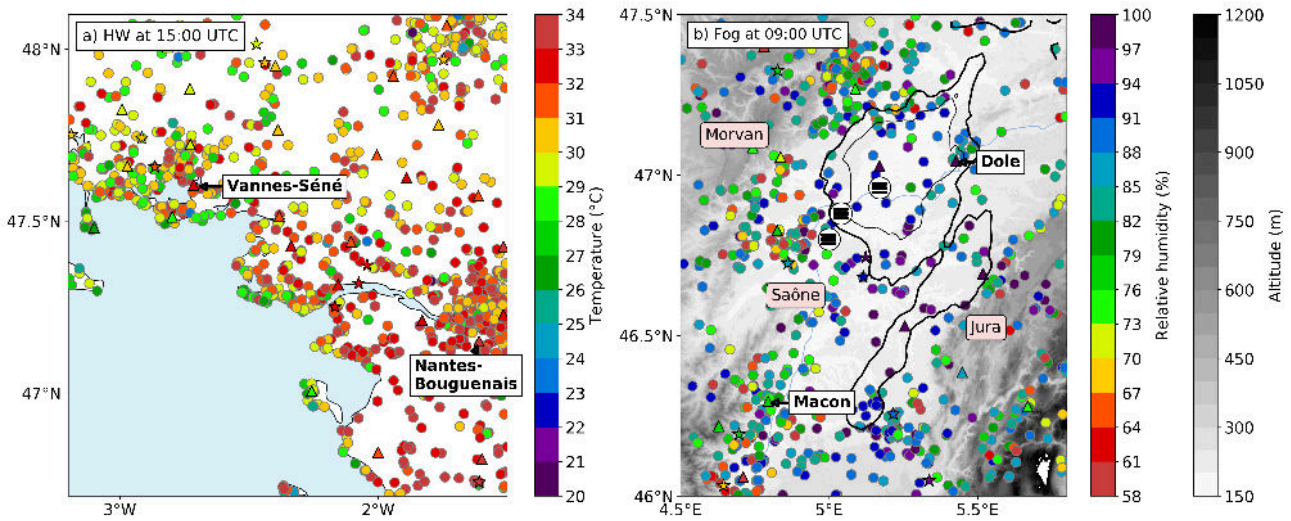 a) HW at 15:00 UTC
48°N
47.5°N
47°N
3°W
2°W
Vannes-Séné
Nantes-
Bouguenais
34
33
32
31
30
29
28
27
26
25
24
23
22
21
20
Temperature (°C)
b) Fog at 09:00 UTC
47.5°N
47°N
46.5°N
46°N
4.5°E
5°E
5.5°E
Morvan
Dole
Saône
Jura
Macon
100
97
94
91
88
85
82
79
76
73
70
67
64
61
58
Relative humidity (%)
1200
1050
900
750
600
450
300
150
Altitude (m)